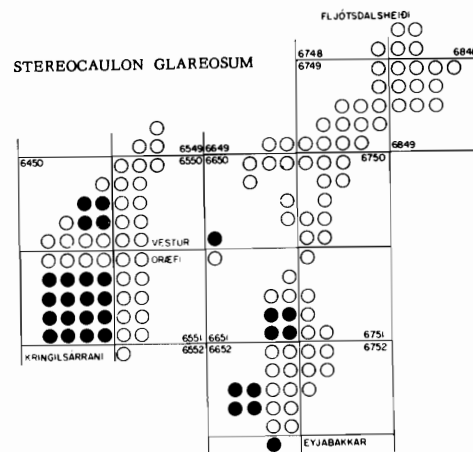 FLJÓTSDALSHEIÐI
6748 6848
6749
STEREOCAULON GLAREOSUM
6549 6649
6450 6550 6650 6750 6849
VESTUR
ÖRÆFI
6551 6651 6751
KRINGILSÁRRANI 6552 6652 6752
EYJABAKKAR